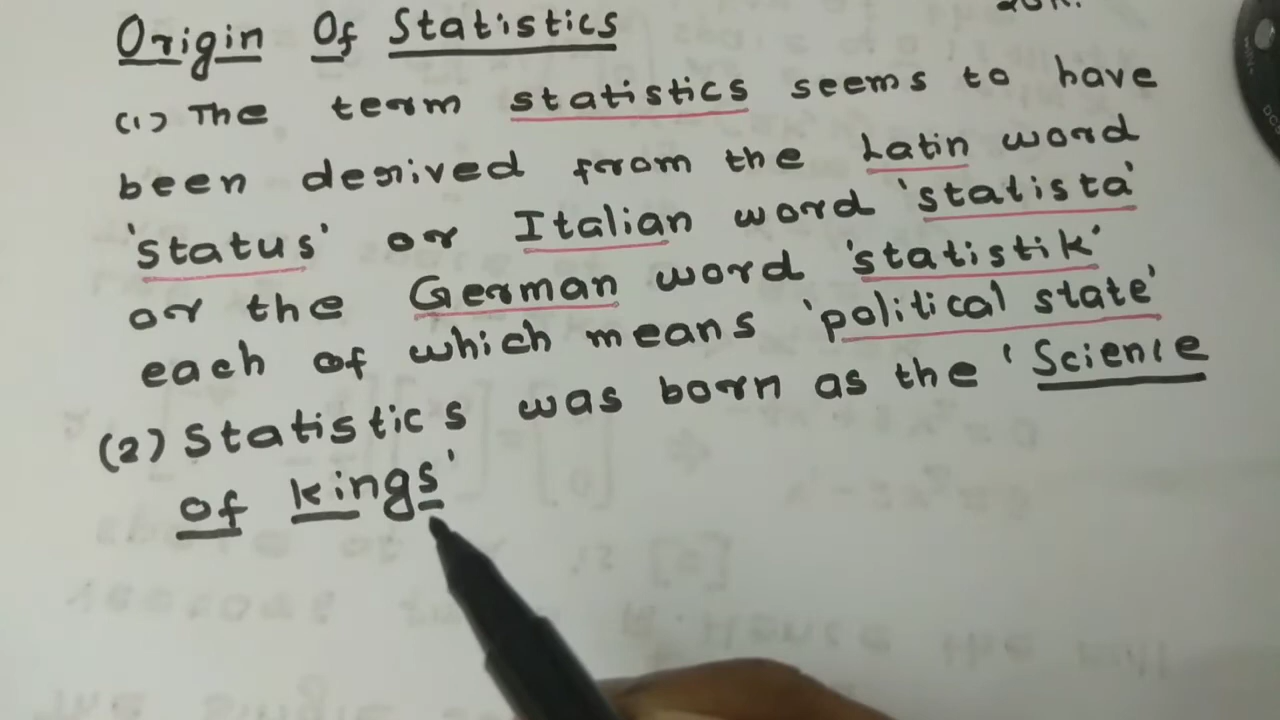 Origin Of Statistics
(1) The term statistics seems to have
been derived from the Latin word
'status' or Italian word 'statista'
or the German word 'statistik'
each of which means 'political state'
(2) Statistics was born as the 'Science
of kings'